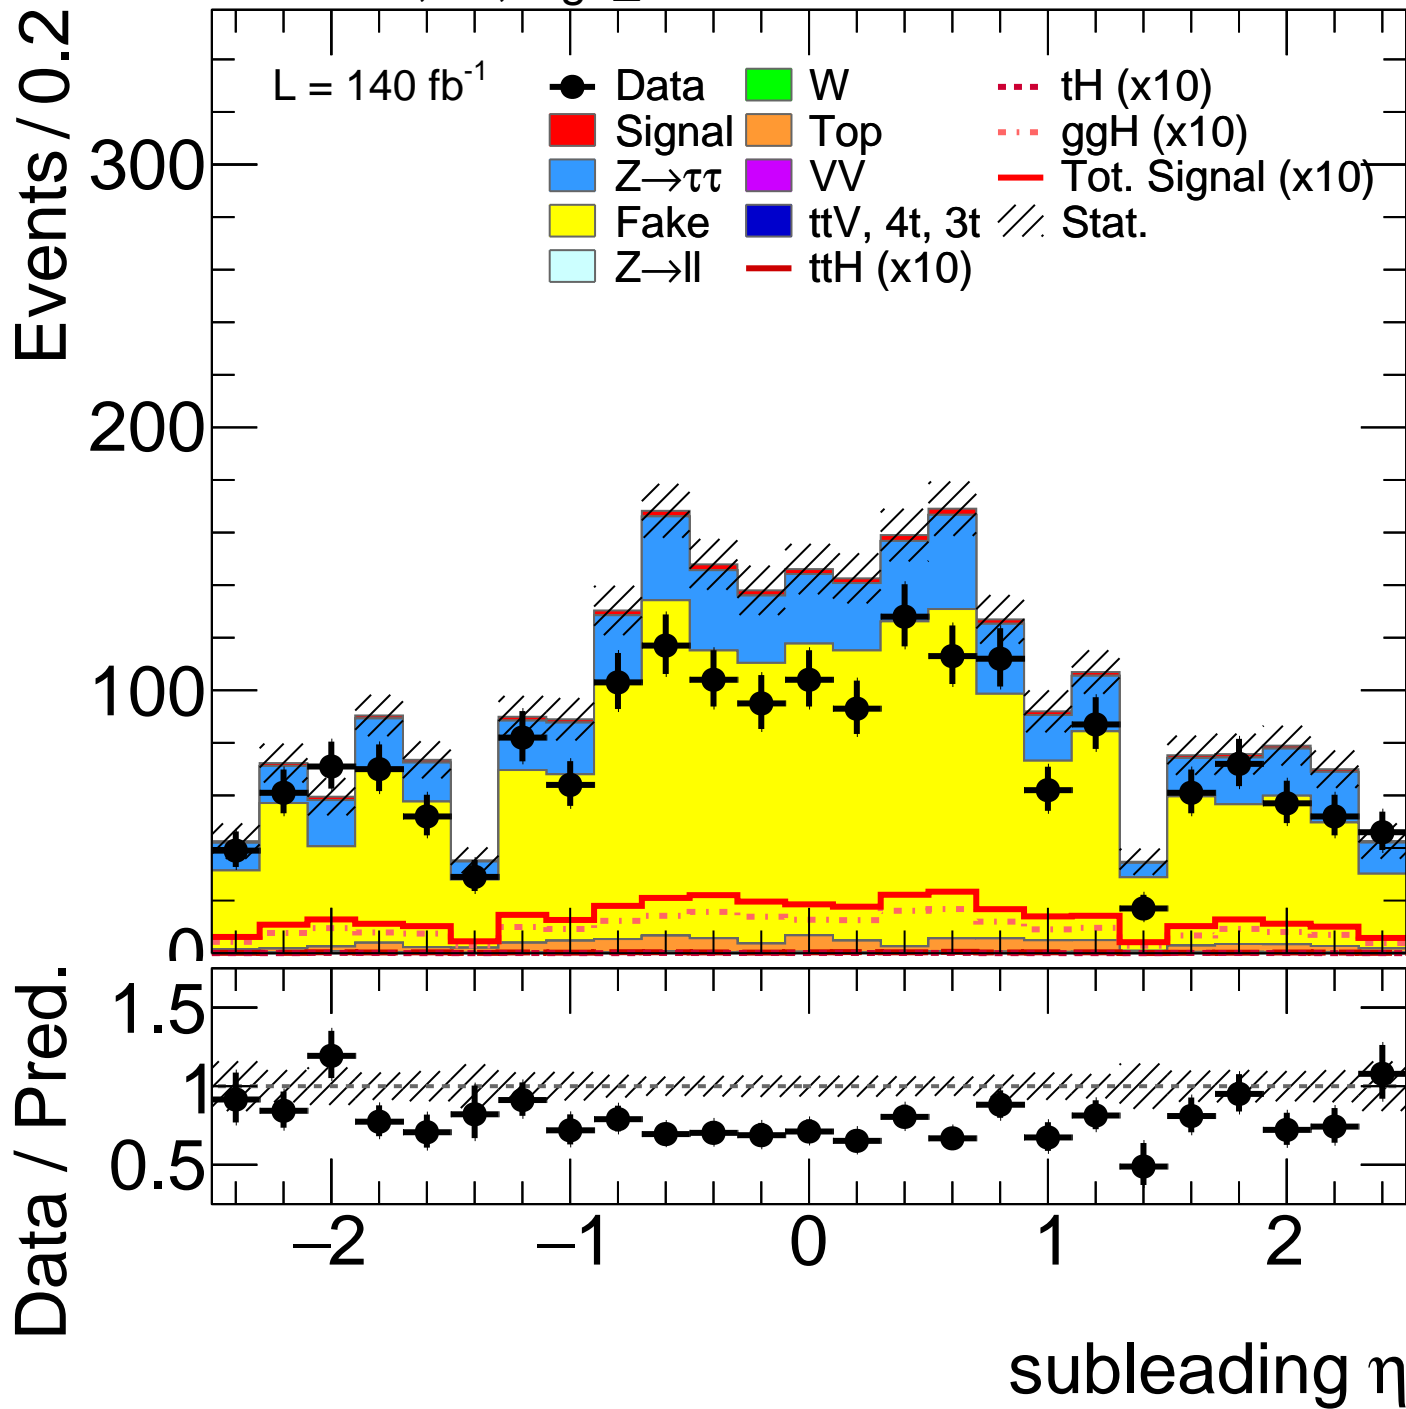 Events / 0.2
L = 140 fb⁻¹
Data
Signal
Z→ττ
Fake
Z→ll
W
Top
VV
ttV, 4t, 3t
ttH (x10)
tH (x10)
ggH (x10)
Tot. Signal (x10)
Stat.
300
200
100
0
Data / Pred.
1.5
1
0.5
−2 −1 0 1 2
subleading η